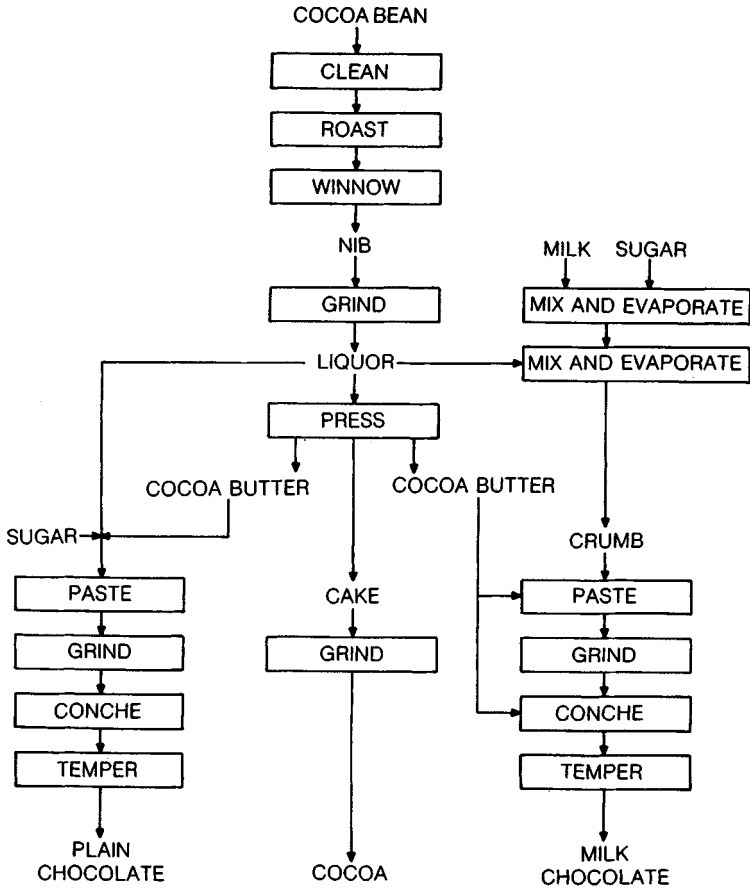 COCOA BEAN
CLEAN
ROAST
WINNOW
NIB
MILK SUGAR
GRIND
MIX AND EVAPORATE
LIQUOR
MIX AND EVAPORATE
PRESS
COCOA BUTTER
COCOA BUTTER
SUGAR
CRUMB
PASTE
CAKE
PASTE
GRIND
GRIND
GRIND
CONCHE
CONCHE
TEMPER
TEMPER
PLAIN
CHOCOLATE
COCOA
MILK
CHOCOLATE